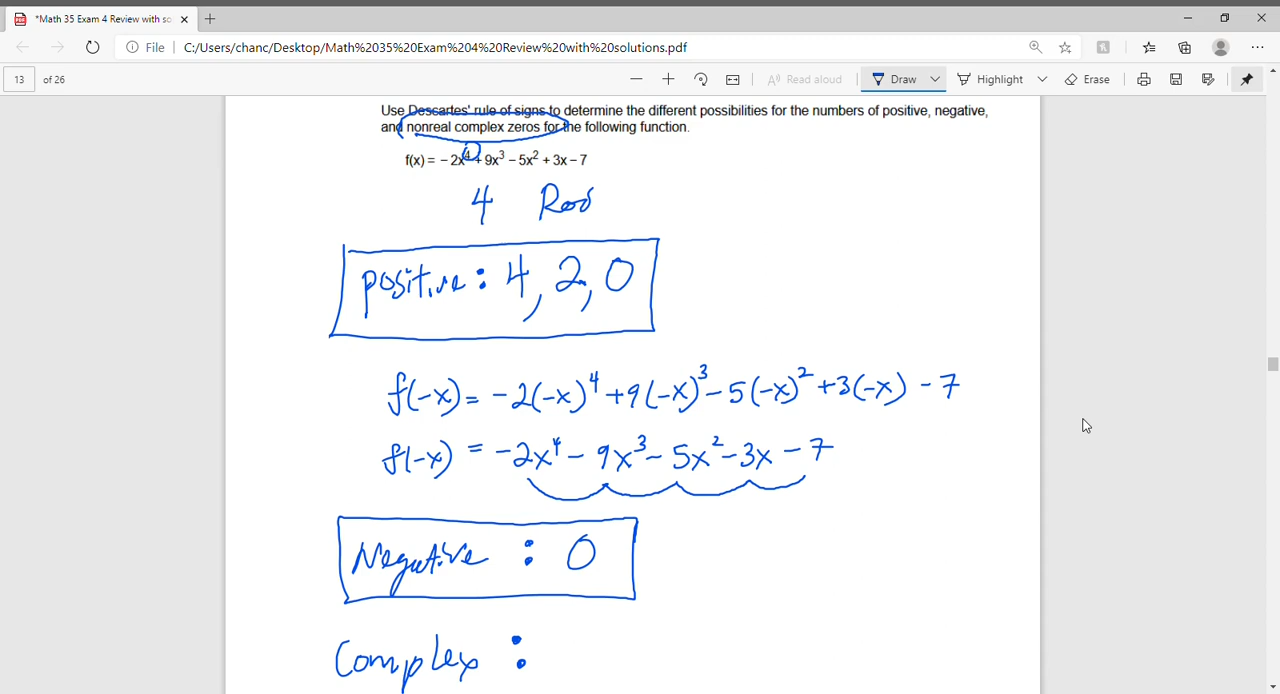 *Math 35 Exam 4 Review with so
File C:/Users/chanc/Desktop/Math%2035%20Exam%204%20Review%20with%20solutions.pdf
13 of 26 Read aloud Draw Highlight Erase
Use Descartes' rule of signs to determine the different possibilities for the numbers of positive, negative,
and nonreal complex zeros for the following function.
f(x) = − 2x⁴ + 9x³ − 5x² + 3x − 7
4 Roo
positive: 4, 2, 0
f(-x) = -2(-x)⁴ + 9(-x)³ - 5(-x)² + 3(-x) - 7
f(-x) = -2x⁴ - 9x³ - 5x² - 3x - 7
Negative : 0
Complex :